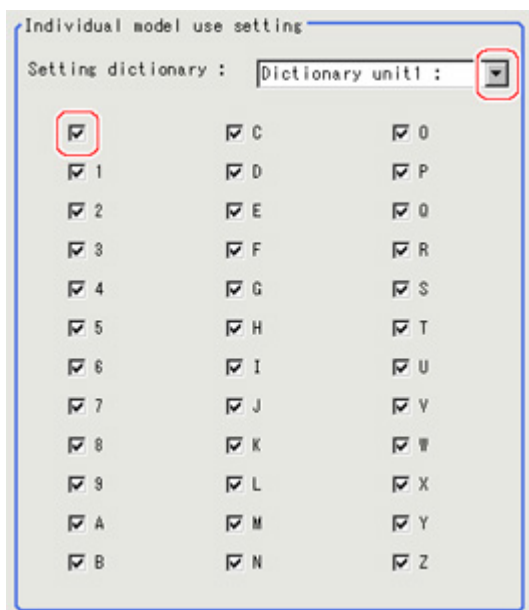 Individual model use setting
Setting dictionary : Dictionary unit1 :
C O
1 D P
2 E Q
3 F R
4 G S
5 H T
6 I U
7 J V
8 K W
9 L X
A M Y
B N Z